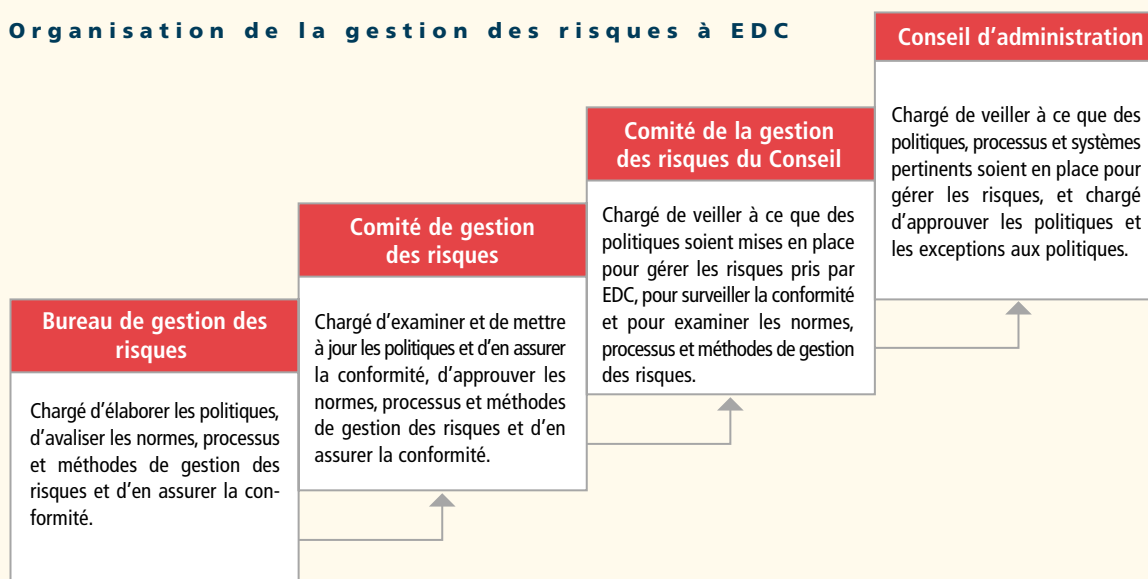 Organisation de la gestion des risques à EDC
Conseil d'administration
Chargé de veiller à ce que des
politiques, processus et systèmes
pertinents soient en place pour
gérer les risques, et chargé
d'approuver les politiques et
les exceptions aux politiques.
Comité de la gestion
des risques du Conseil
Chargé de veiller à ce que des
politiques soient mises en place
pour gérer les risques pris par
EDC, pour surveiller la conformité
et pour examiner les normes,
processus et méthodes de gestion
des risques.
Comité de gestion
des risques
Chargé d'examiner et de mettre
à jour les politiques et d'en assurer
la conformité, d'approuver les
normes, processus et méthodes
de gestion des risques et d'en
assurer la conformité.
Bureau de gestion des
risques
Chargé d'élaborer les politiques,
d'avaliser les normes, processus
et méthodes de gestion des
risques et d'en assurer la con-
formité.